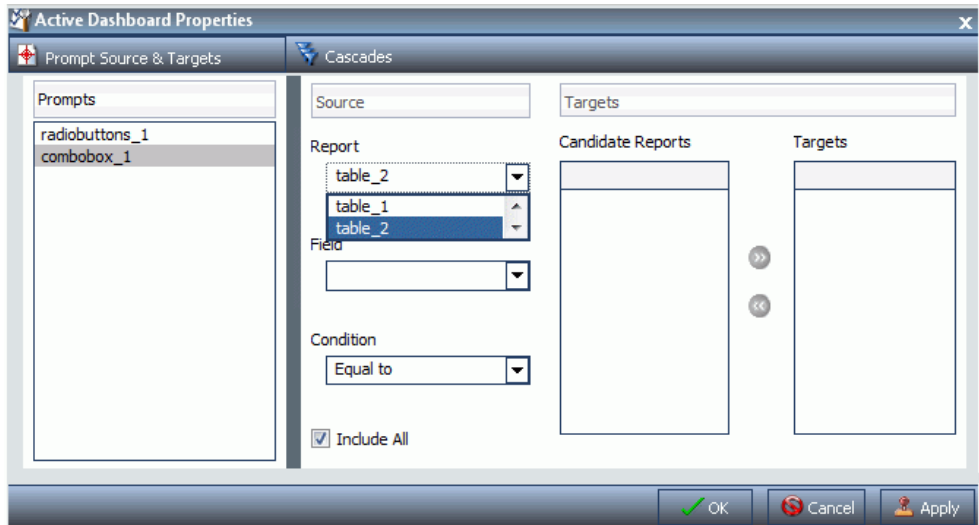 Active Dashboard Properties
x
Prompt Source & Targets
Cascades
Prompts
radiobuttons_1
combobox_1
Source
Report
table_2
table_1
table_2
Field
Condition
Equal to
Include All
Targets
Candidate Reports
Targets
OK
Cancel
Apply